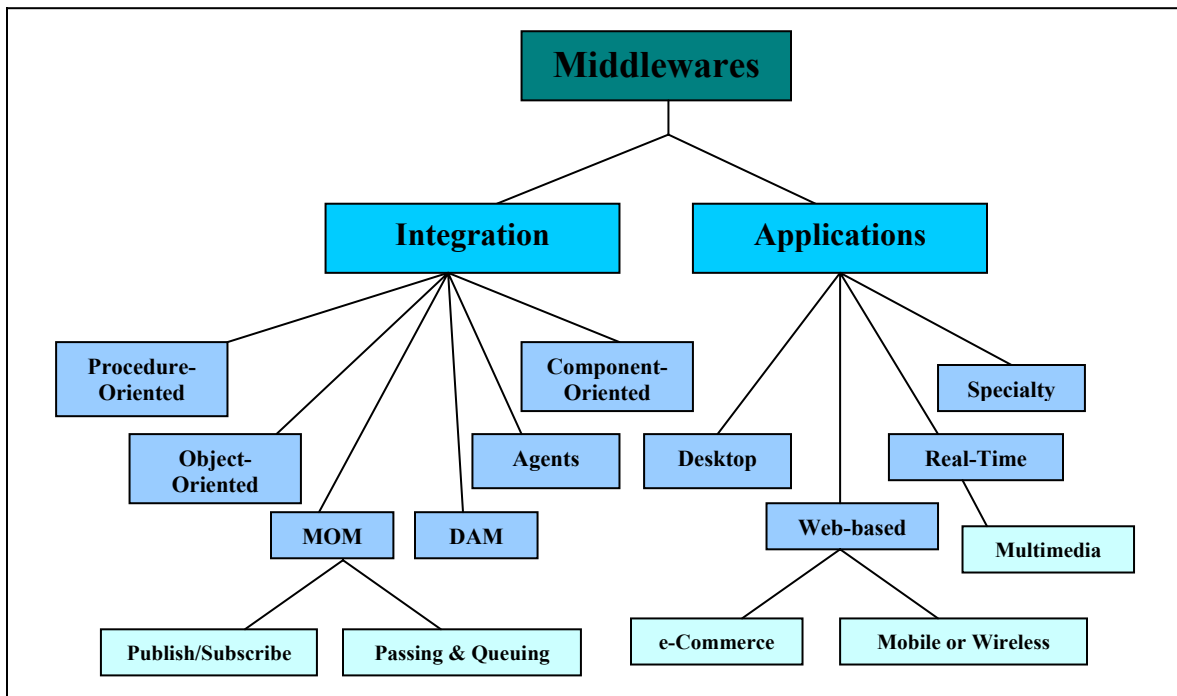 Middlewares
Integration
Applications
Procedure-
Oriented
Component-
Oriented
Specialty
Object-
Oriented
Agents
Desktop
Real-Time
MOM
DAM
Web-based
Multimedia
Publish/Subscribe
Passing & Queuing
e-Commerce
Mobile or Wireless